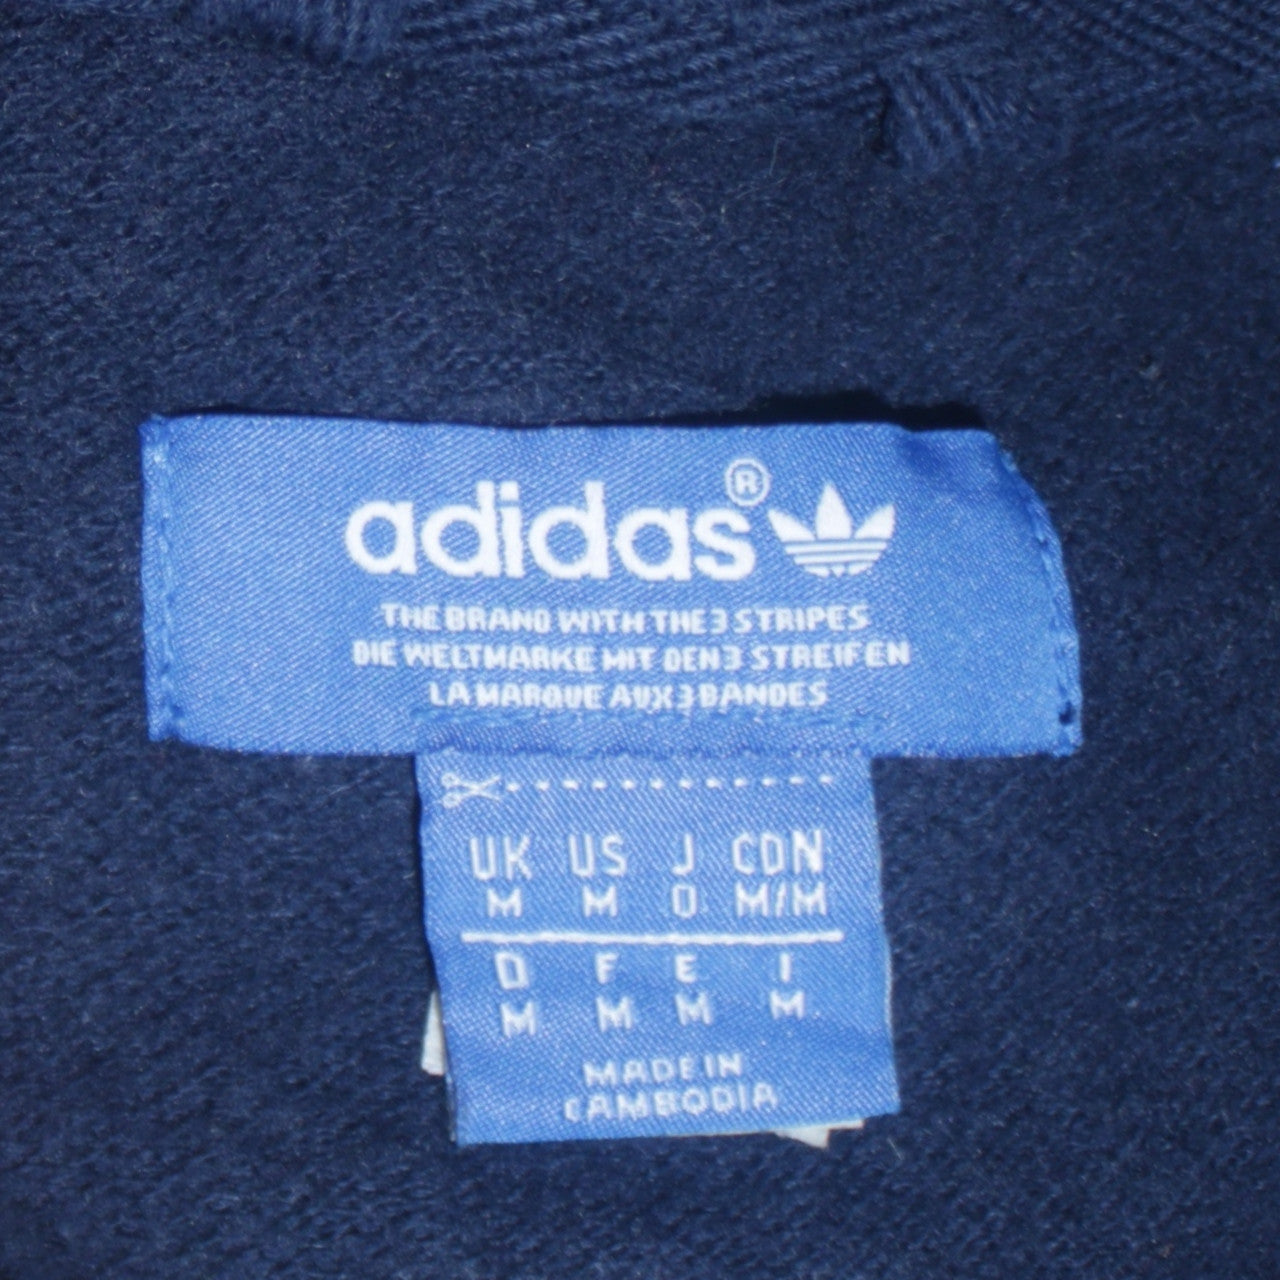 adidas®
THE BRAND WITH THE 3 STRIPES
DIE WELTMARKE MIT DEN 3 STREIFEN
LA MARQUE AUX 3 BANDES
UK US J CDN
M M O M/M
D F E I
M M M M
MADE IN
CAMBODIA